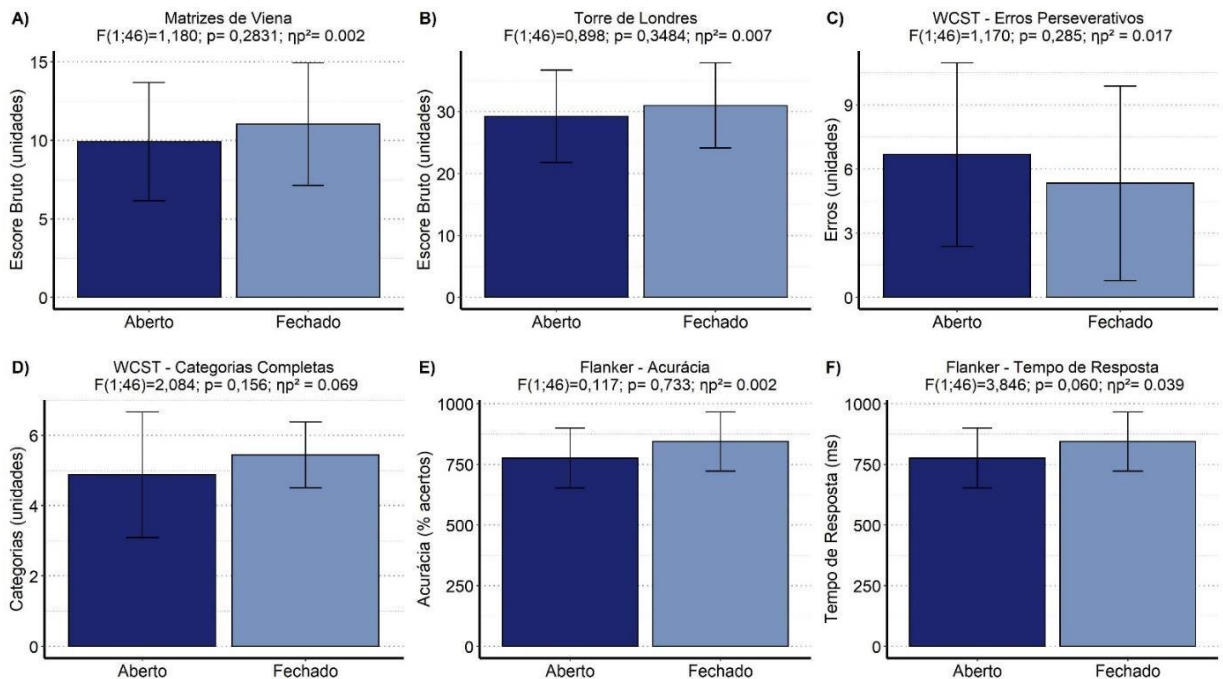 A) Matrizes de Viena
F(1;46)=1,180; p= 0,2831; ηp²= 0.002
Escore Bruto (unidades)
15
10
5
0
Aberto Fechado
B) Torre de Londres
F(1;46)=0,898; p= 0,3484; ηp²= 0.007
Escore Bruto (unidades)
30
20
10
0
Aberto Fechado
C) WCST - Erros Perseverativos
F(1;46)=1,170; p= 0,285; ηp² = 0.017
Erros (unidades)
9
6
3
0
Aberto Fechado
D) WCST - Categorias Completas
F(1;46)=2,084; p= 0,156; ηp² = 0.069
Categorias (unidades)
6
4
2
0
Aberto Fechado
E) Flanker - Acurácia
F(1;46)=0,117; p= 0,733; ηp²= 0.002
Acurácia (% acertos)
1000
750
500
250
0
Aberto Fechado
F) Flanker - Tempo de Resposta
F(1;46)=3,846; p= 0,060; ηp²= 0.039
Tempo de Resposta (ms)
1000
750
500
250
0
Aberto Fechado